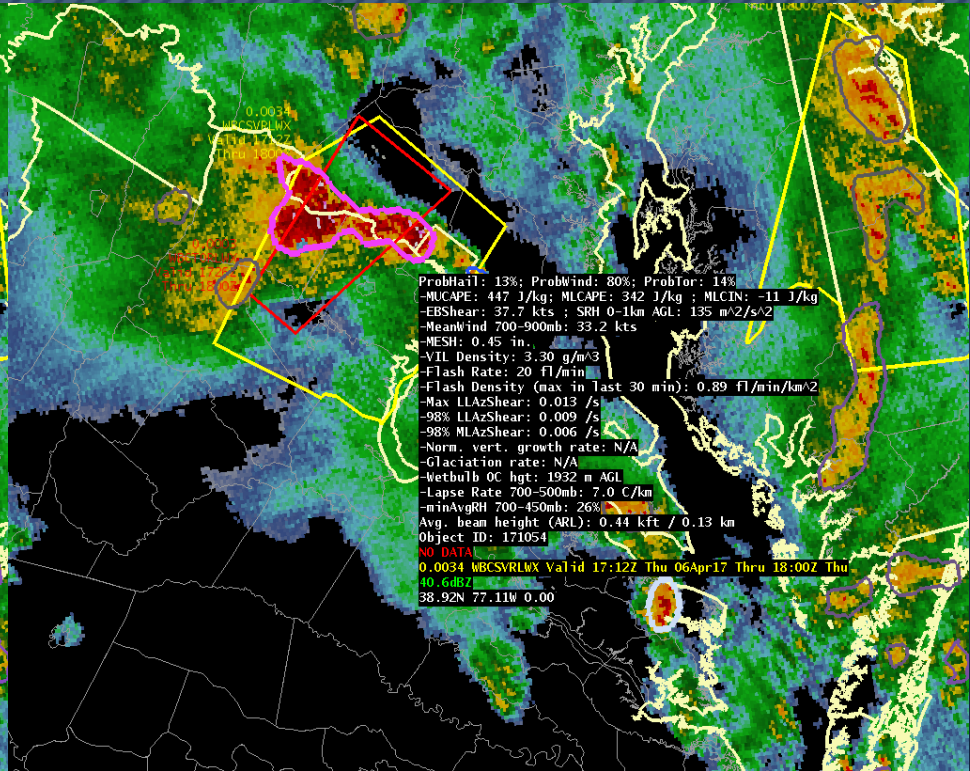 Thru 1800Z
0.0034
WBCSVRLWX
Valid 1712Z
Thru 1800Z
ProbHail: 13%; ProbWind: 80%; ProbTor: 14%
-MUCAPE: 447 J/kg; MLCAPE: 342 J/kg ; MLCIN: -11 J/kg
-EBShear: 37.7 kts ; SRH 0-1km AGL: 135 m^2/s^2
-MeanWind 700-900mb: 33.2 kts
-MESH: 0.45 in.
-VIL Density: 3.30 g/m^3
-Flash Rate: 20 fl/min
-Flash Density (max in last 30 min): 0.89 fl/min/km^2
-Max LLAzShear: 0.013 /s
-98% LLAzShear: 0.009 /s
-98% MLAzShear: 0.006 /s
-Norm. vert. growth rate: N/A
-Glaciation rate: N/A
-Wetbulb 0C hgt: 1932 m AGL
-Lapse Rate 700-500mb: 7.0 C/km
-minAvgRH 700-450mb: 26%
Avg. beam height (ARL): 0.44 kft / 0.13 km
Object ID: 171054
NO DATA
0.0034 WBCSVRLWX Valid 17:12Z Thu 06Apr17 Thru 18:00Z Thu
40.6dBZ
38.92N 77.11W 0.00